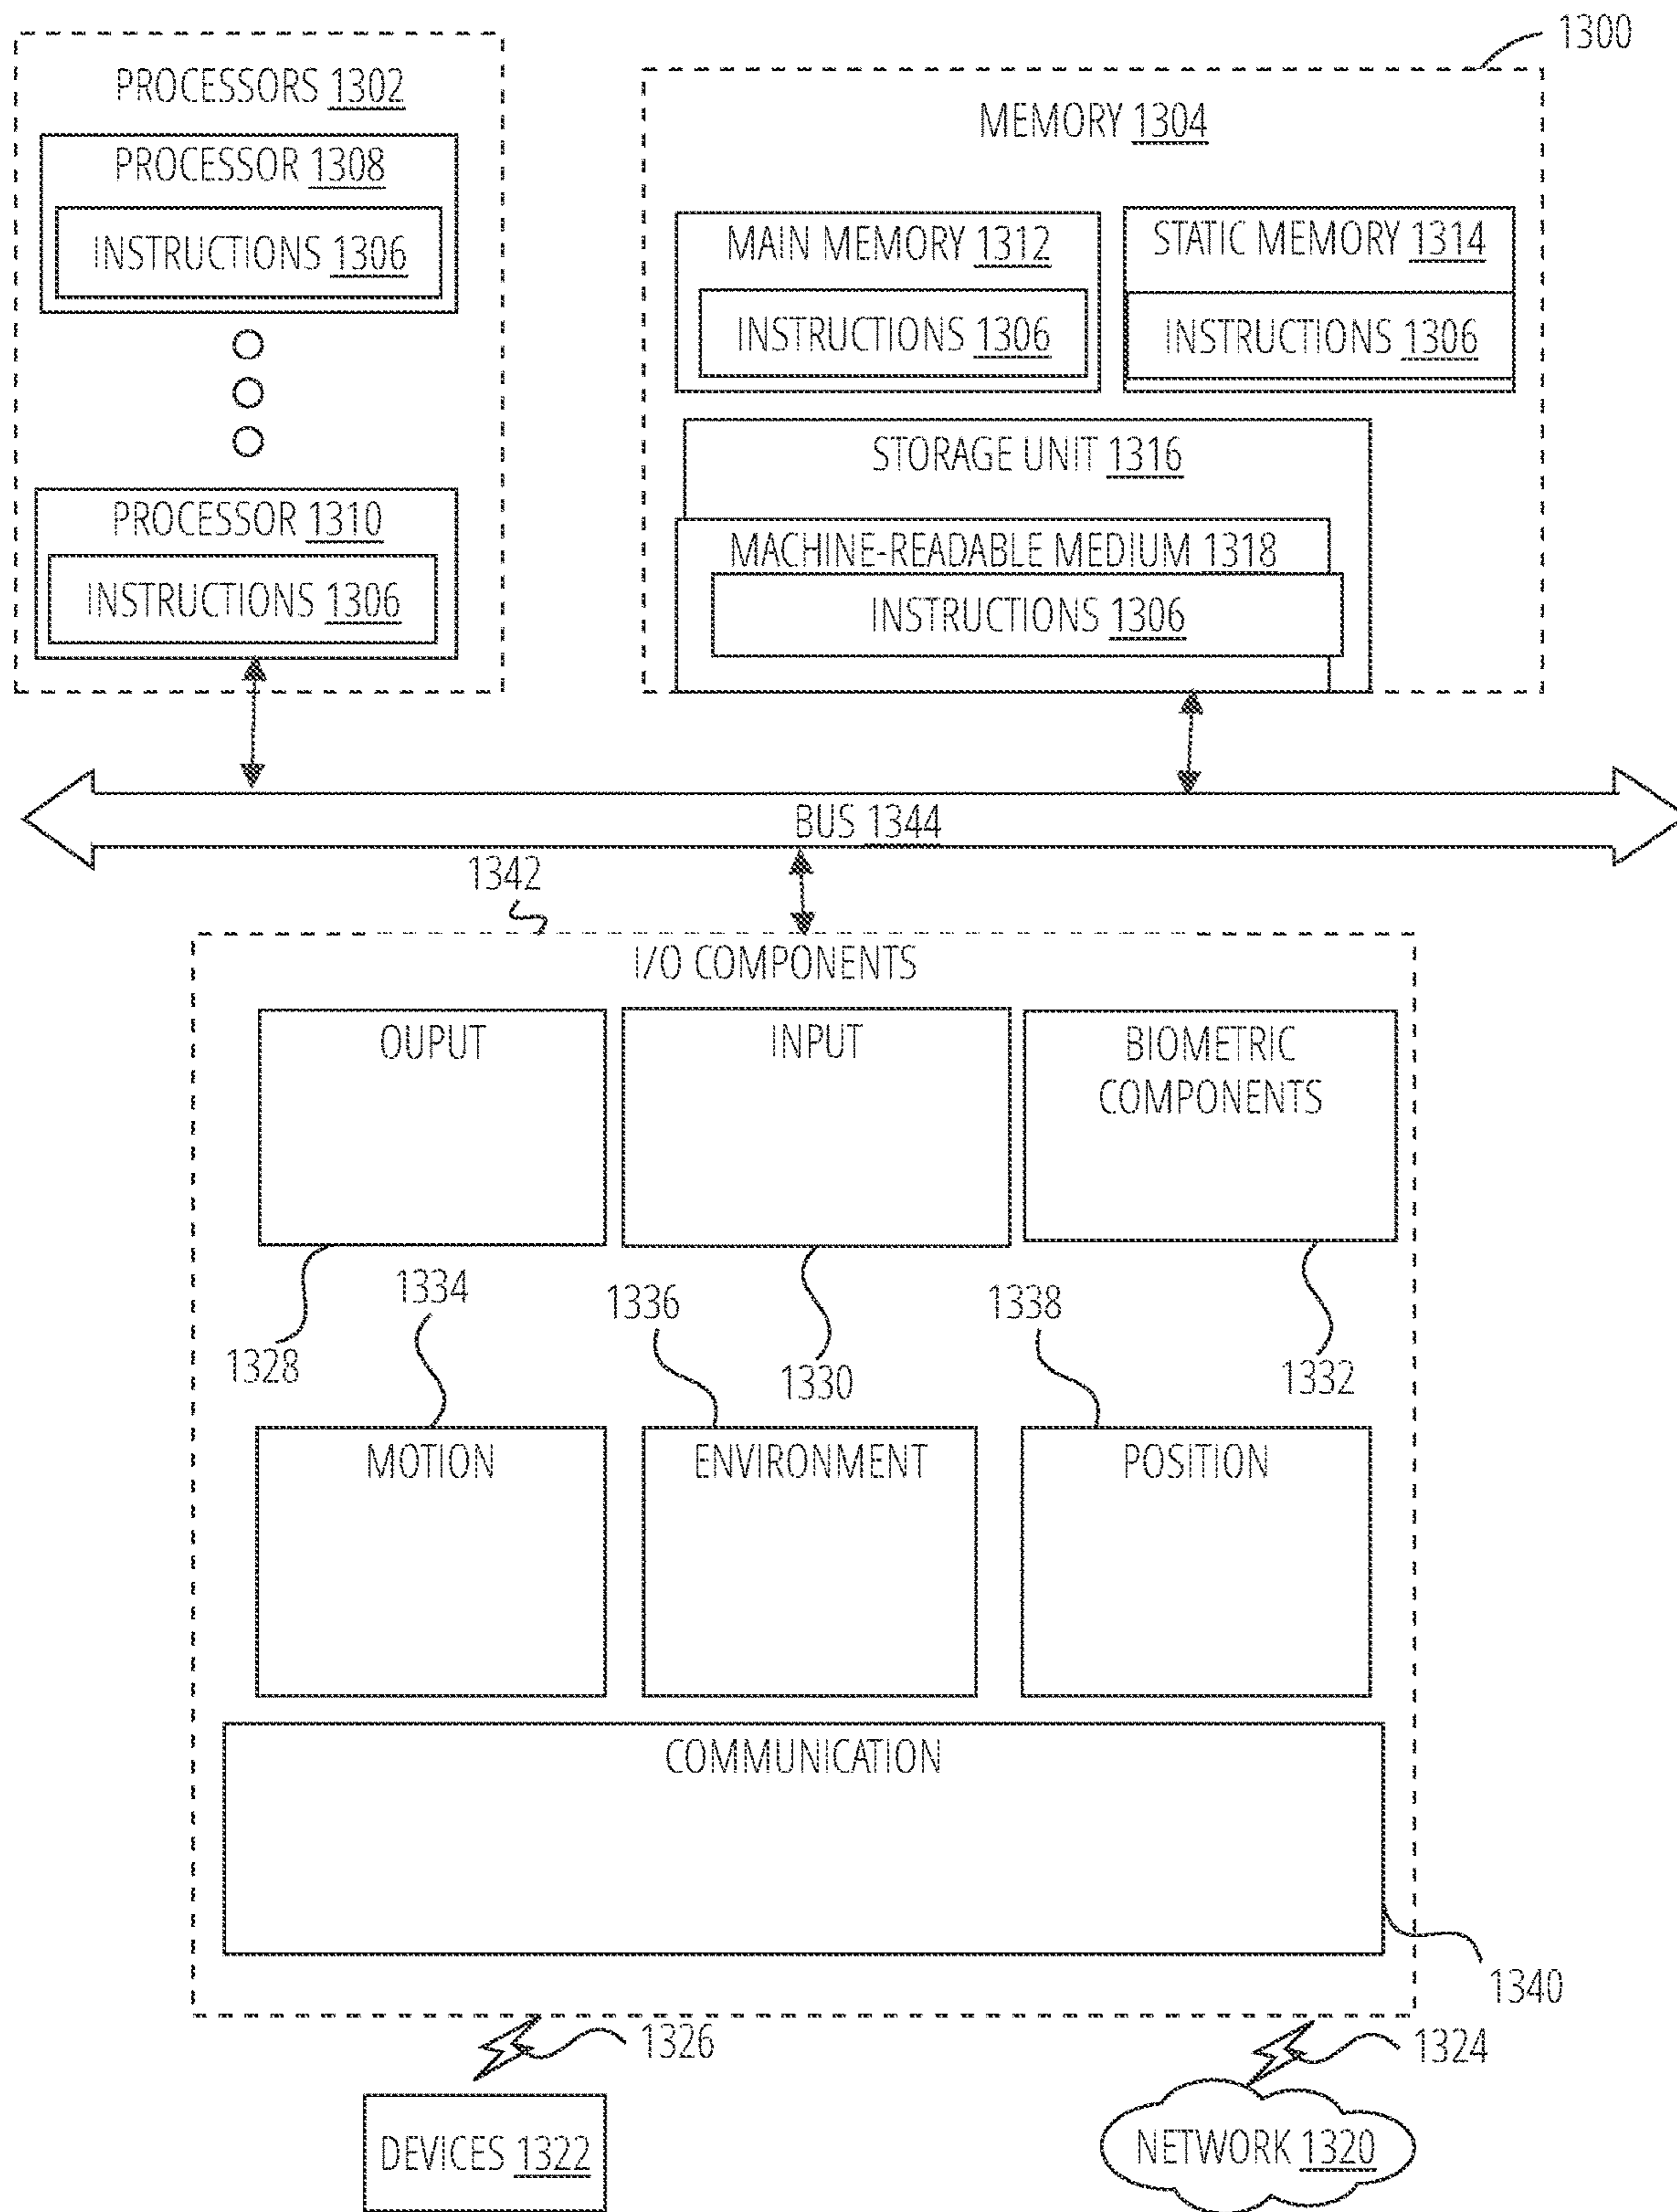 1300
PROCESSORS 1302
PROCESSOR 1308
INSTRUCTIONS 1306
PROCESSOR 1310
INSTRUCTIONS 1306
MEMORY 1304
MAIN MEMORY 1312
INSTRUCTIONS 1306
STATIC MEMORY 1314
INSTRUCTIONS 1306
STORAGE UNIT 1316
MACHINE-READABLE MEDIUM 1318
INSTRUCTIONS 1306
BUS 1344
1342
I/O COMPONENTS
OUPUT
INPUT
BIOMETRIC
COMPONENTS
1328
1334
1336
1330
1338
1332
MOTION
ENVIRONMENT
POSITION
COMMUNICATION
1340
1326
1324
DEVICES 1322
NETWORK 1320